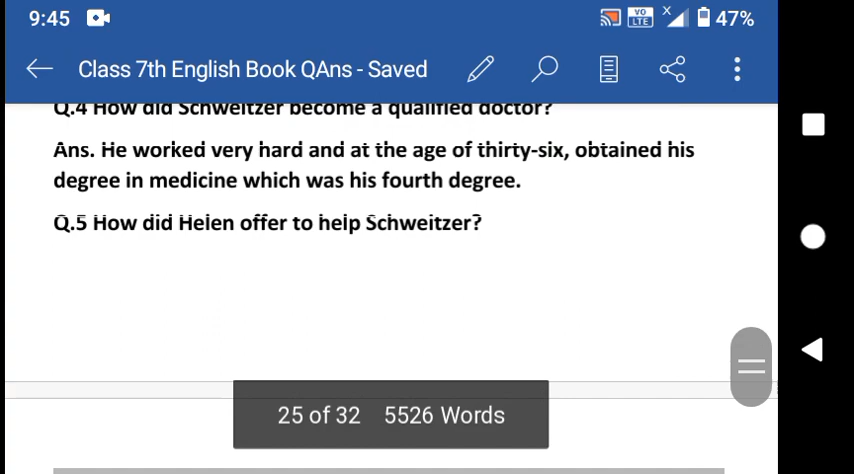 9:45 VO LTE X 47%
Class 7th English Book QAns - Saved
Q.4 How did Schweitzer become a qualified doctor?
Ans. He worked very hard and at the age of thirty-six, obtained his
degree in medicine which was his fourth degree.
Q.5 How did Helen offer to help Schweitzer?
25 of 32 5526 Words